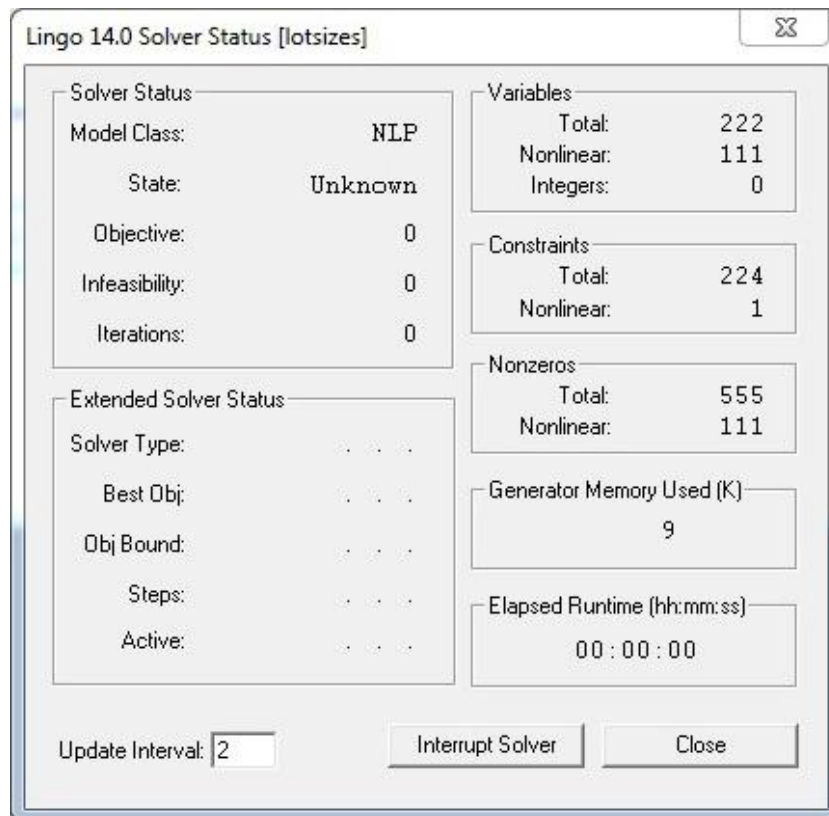 Lingo 14.0 Solver Status [lotsizes]
Solver Status
Model Class: NLP
State: Unknown
Objective: 0
Infeasibility: 0
Iterations: 0
Extended Solver Status
Solver Type: . . .
Best Obj: . . .
Obj Bound: . . .
Steps: . . .
Active: . . .
Variables
Total: 222
Nonlinear: 111
Integers: 0
Constraints
Total: 224
Nonlinear: 1
Nonzeros
Total: 555
Nonlinear: 111
Generator Memory Used (K)
9
Elapsed Runtime (hh:mm:ss)
00:00:00
Update Interval: 2
Interrupt Solver
Close